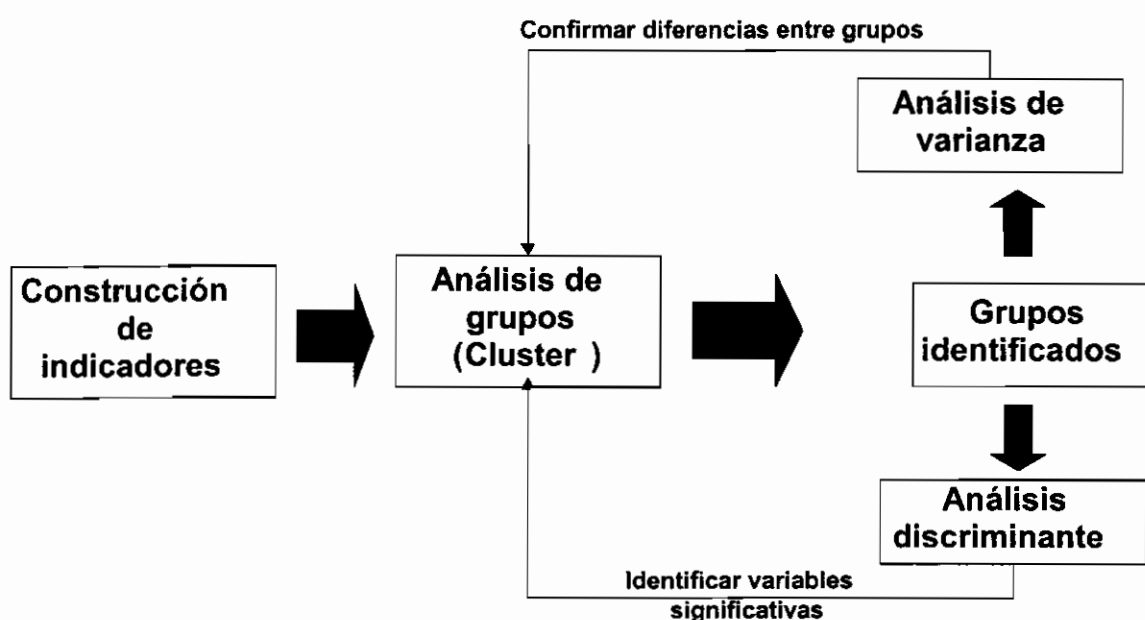 Confirmar diferencias entre grupos
Análisis de
varianza
Construcción
de
indicadores
Análisis de
grupos
(Cluster )
Grupos
identificados
Análisis
discriminante
Identificar variables
significativas